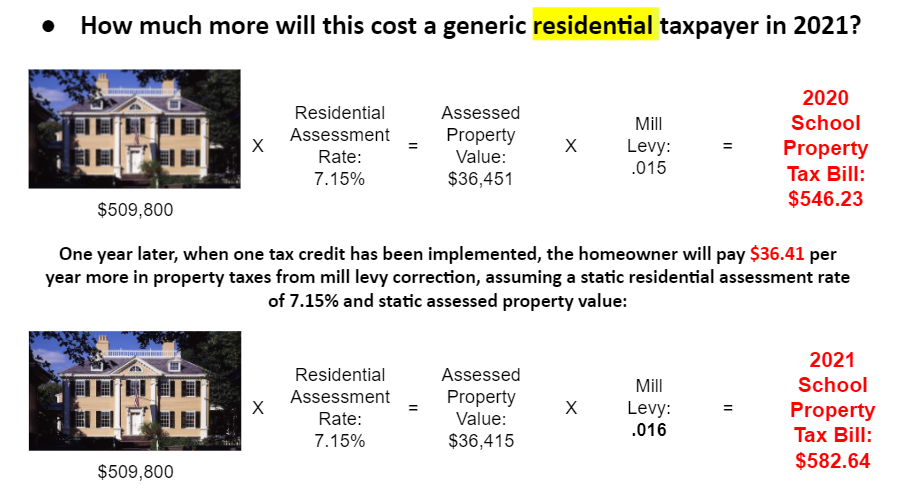 ● How much more will this cost a generic residential taxpayer in 2021?
Residential
Assessment
Rate:
7.15%
Assessed
Property
Value:
$36,451
Mill
Levy:
.015
2020
School
Property
Tax Bill:
$546.23
X
=
X
=
$509,800
One year later, when one tax credit has been implemented, the homeowner will pay $36.41 per
year more in property taxes from mill levy correction, assuming a static residential assessment rate
of 7.15% and static assessed property value:
Residential
Assessment
Rate:
7.15%
Assessed
Property
Value:
$36,415
Mill
Levy:
.016
2021
School
Property
Tax Bill:
$582.64
X
=
X
=
$509,800